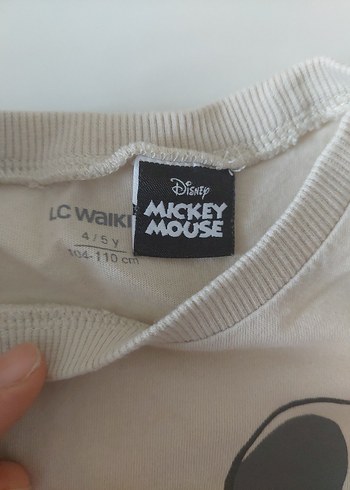 LC WAIKI
4 / 5 y
104-110 cm
Disney
MICKEY
MOUSE